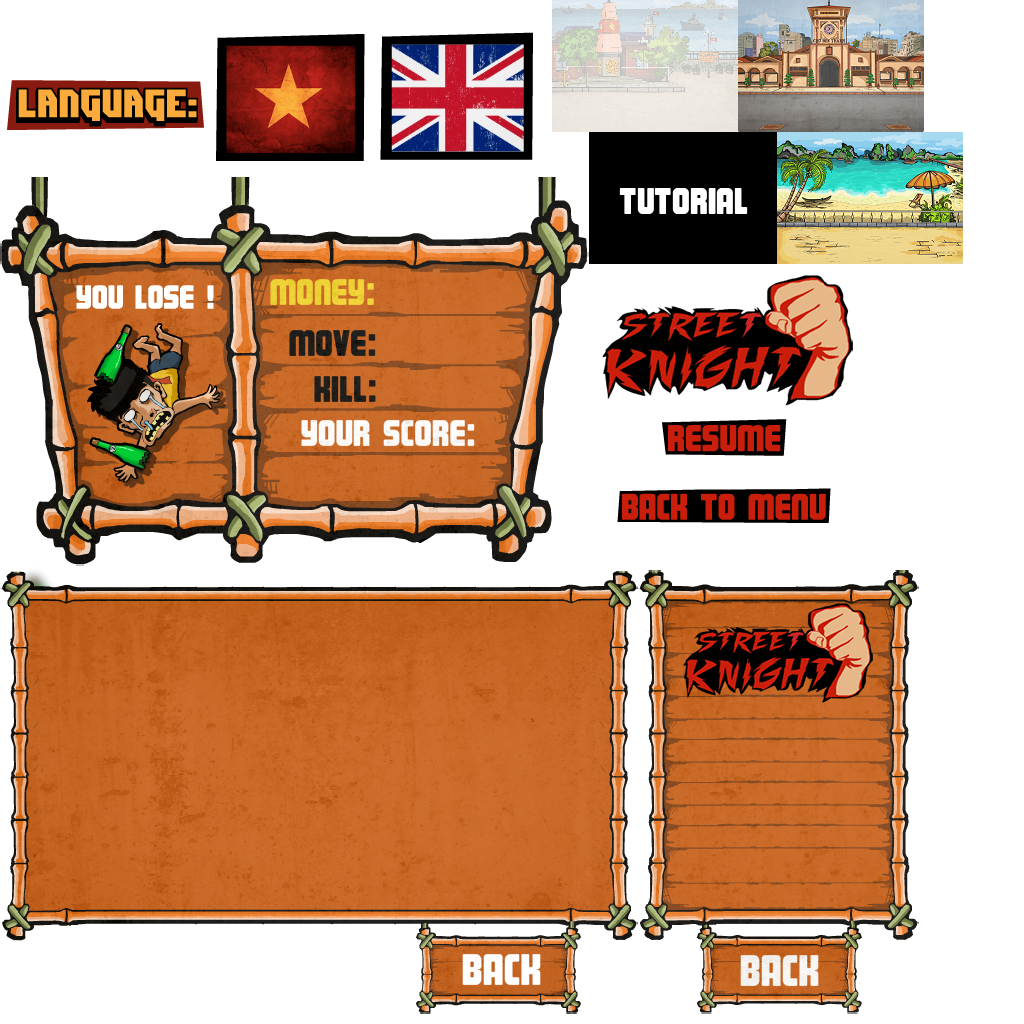 LANGUAGE:
TUTORIAL
YOU LOSE !
MONEY:
MOVE:
KILL:
YOUR SCORE:
STREET
KNIGHT
RESUME
BACK TO MENU
STREET
KNIGHT
BACK
BACK